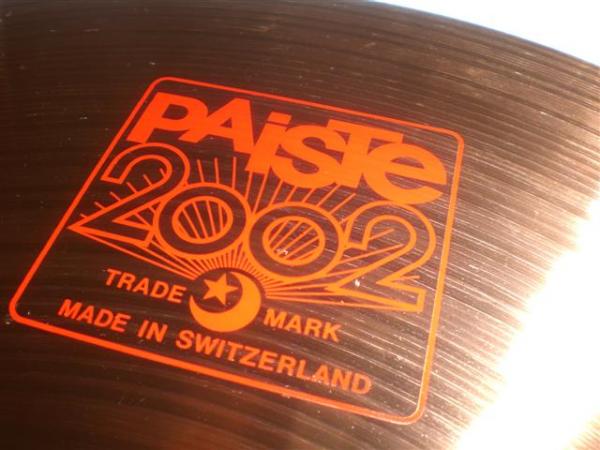 PAiSTe
2002
TRADE MARK
MADE IN SWITZERLAND